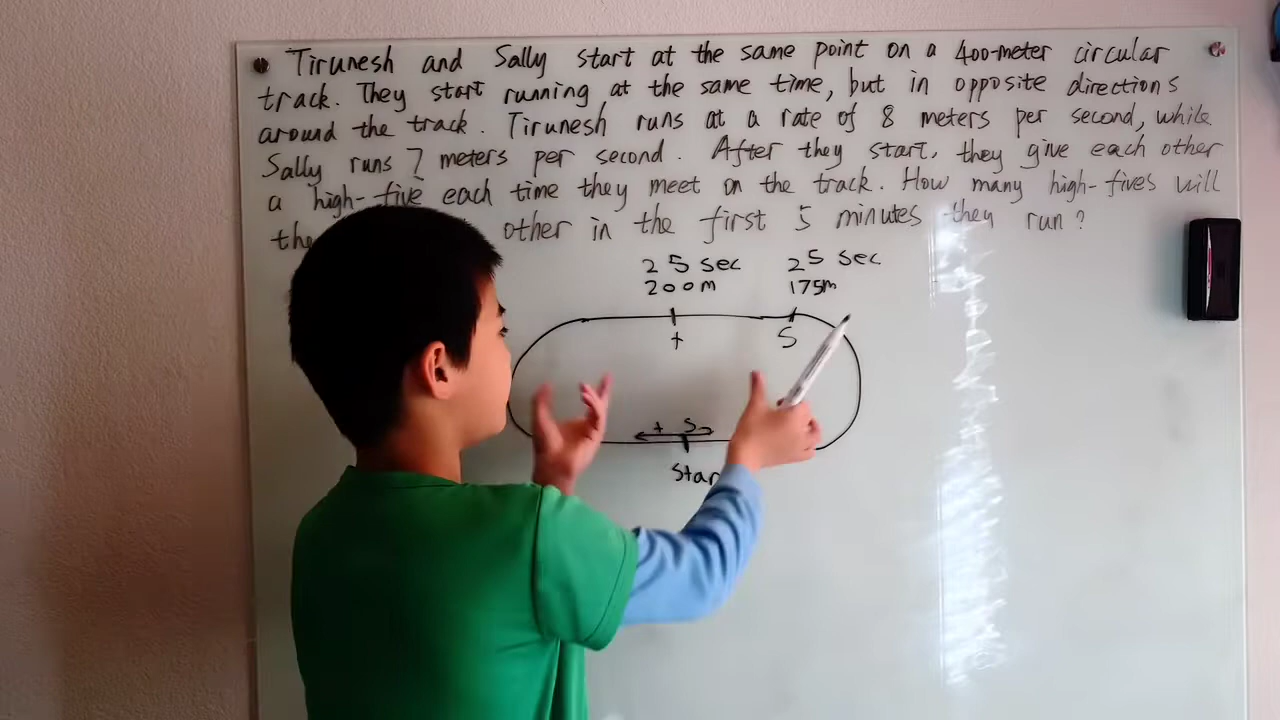 Tirunesh and Sally start at the same point on a 400-meter circular
track. They start running at the same time, but in opposite directions
around the track. Tirunesh runs at a rate of 8 meters per second, while
Sally runs 7 meters per second. After they start, they give each other
a high-five each time they meet on the track. How many high-fives will
the other in the first 5 minutes they run?
25 sec 25 sec
200m 175m
t S
t S
Star